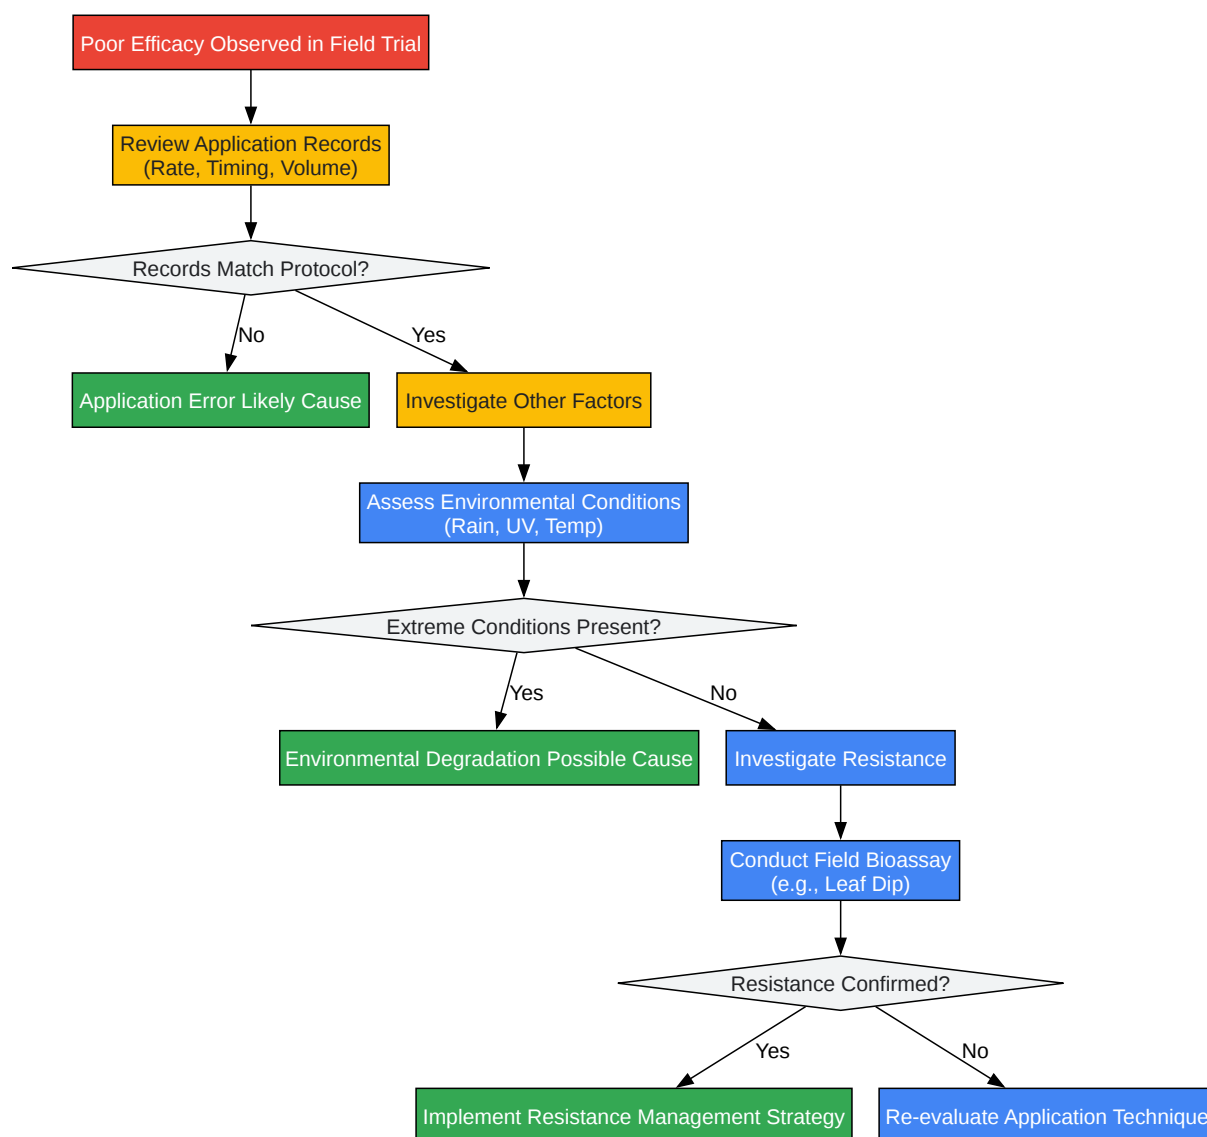 Poor Efficacy Observed in Field Trial
Review Application Records
(Rate, Timing, Volume)
Records Match Protocol?
No
Yes
Application Error Likely Cause
Investigate Other Factors
Assess Environmental Conditions
(Rain, UV, Temp)
Extreme Conditions Present?
Yes
No
Environmental Degradation Possible Cause
Investigate Resistance
Conduct Field Bioassay
(e.g., Leaf Dip)
Resistance Confirmed?
Yes
No
Implement Resistance Management Strategy
Re-evaluate Application Technique